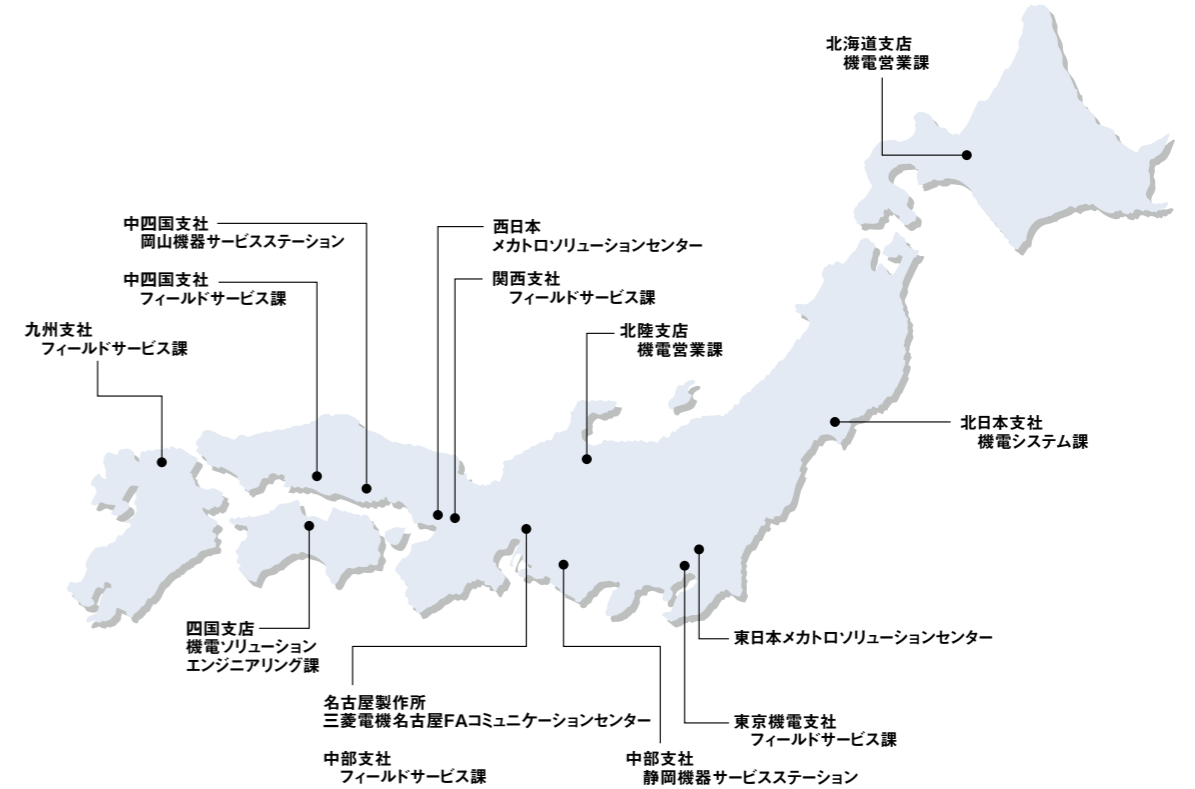 北海道支店
機電営業課
中四国支社
岡山機器サービスステーション
中四国支社
フィールドサービス課
九州支社
フィールドサービス課
西日本
メカトロソリューションセンター
関西支社
フィールドサービス課
北陸支店
機電営業課
北日本支社
機電システム課
四国支店
機電ソリューション
エンジニアリング課
名古屋製作所
三菱電機名古屋FAコミュニケーションセンター
中部支社
フィールドサービス課
中部支社
静岡機器サービスステーション
東日本メカトロソリューションセンター
東京機電支社
フィールドサービス課